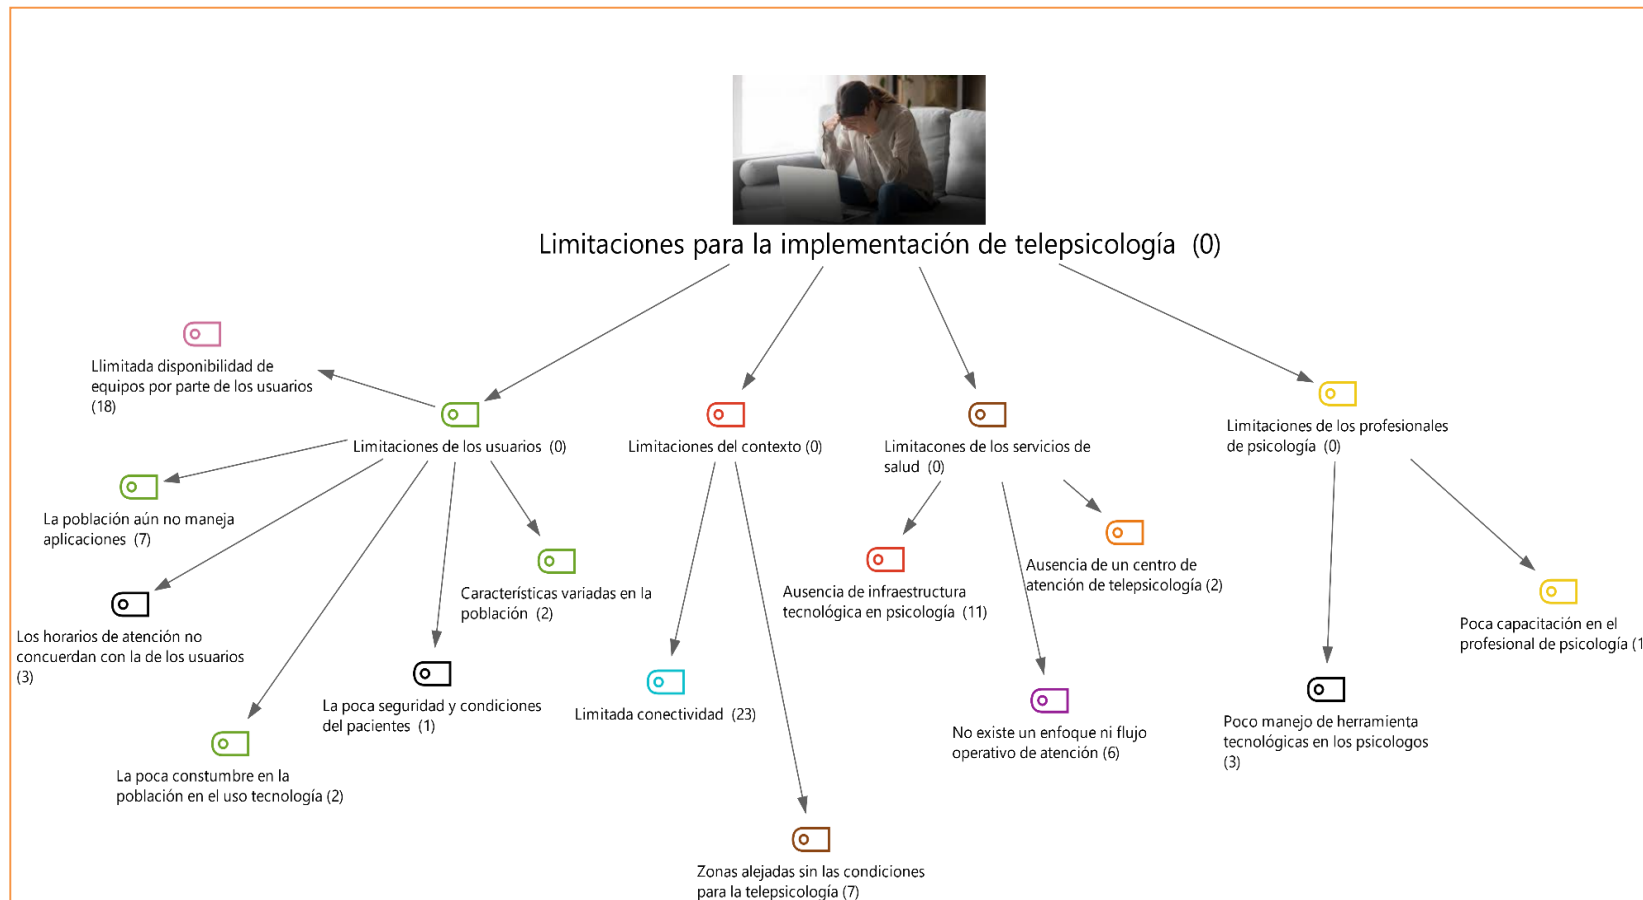 Limitaciones para la implementación de telepsicología (0)
Llimitada disponibilidad de
equipos por parte de los usuarios
(18)
Limitaciones de los usuarios (0)
Limitaciones del contexto (0)
Limitacones de los servicios de
salud (0)
Limitaciones de los profesionales
de psicología (0)
La población aún no maneja
aplicaciones (7)
Los horarios de atención no
concuerdan con la de los usuarios
(3)
La poca constumbre en la
población en el uso tecnología (2)
La poca seguridad y condiciones
del pacientes (1)
Características variadas en la
población (2)
Limitada conectividad (23)
Zonas alejadas sin las condiciones
para la telepsicología (7)
Ausencia de infraestructura
tecnológica en psicología (11)
No existe un enfoque ni flujo
operativo de atención (6)
Ausencia de un centro de
atención de telepsicología (2)
Poco manejo de herramienta
tecnológicas en los psicologos
(3)
Poca capacitación en el
profesional de psicología (1